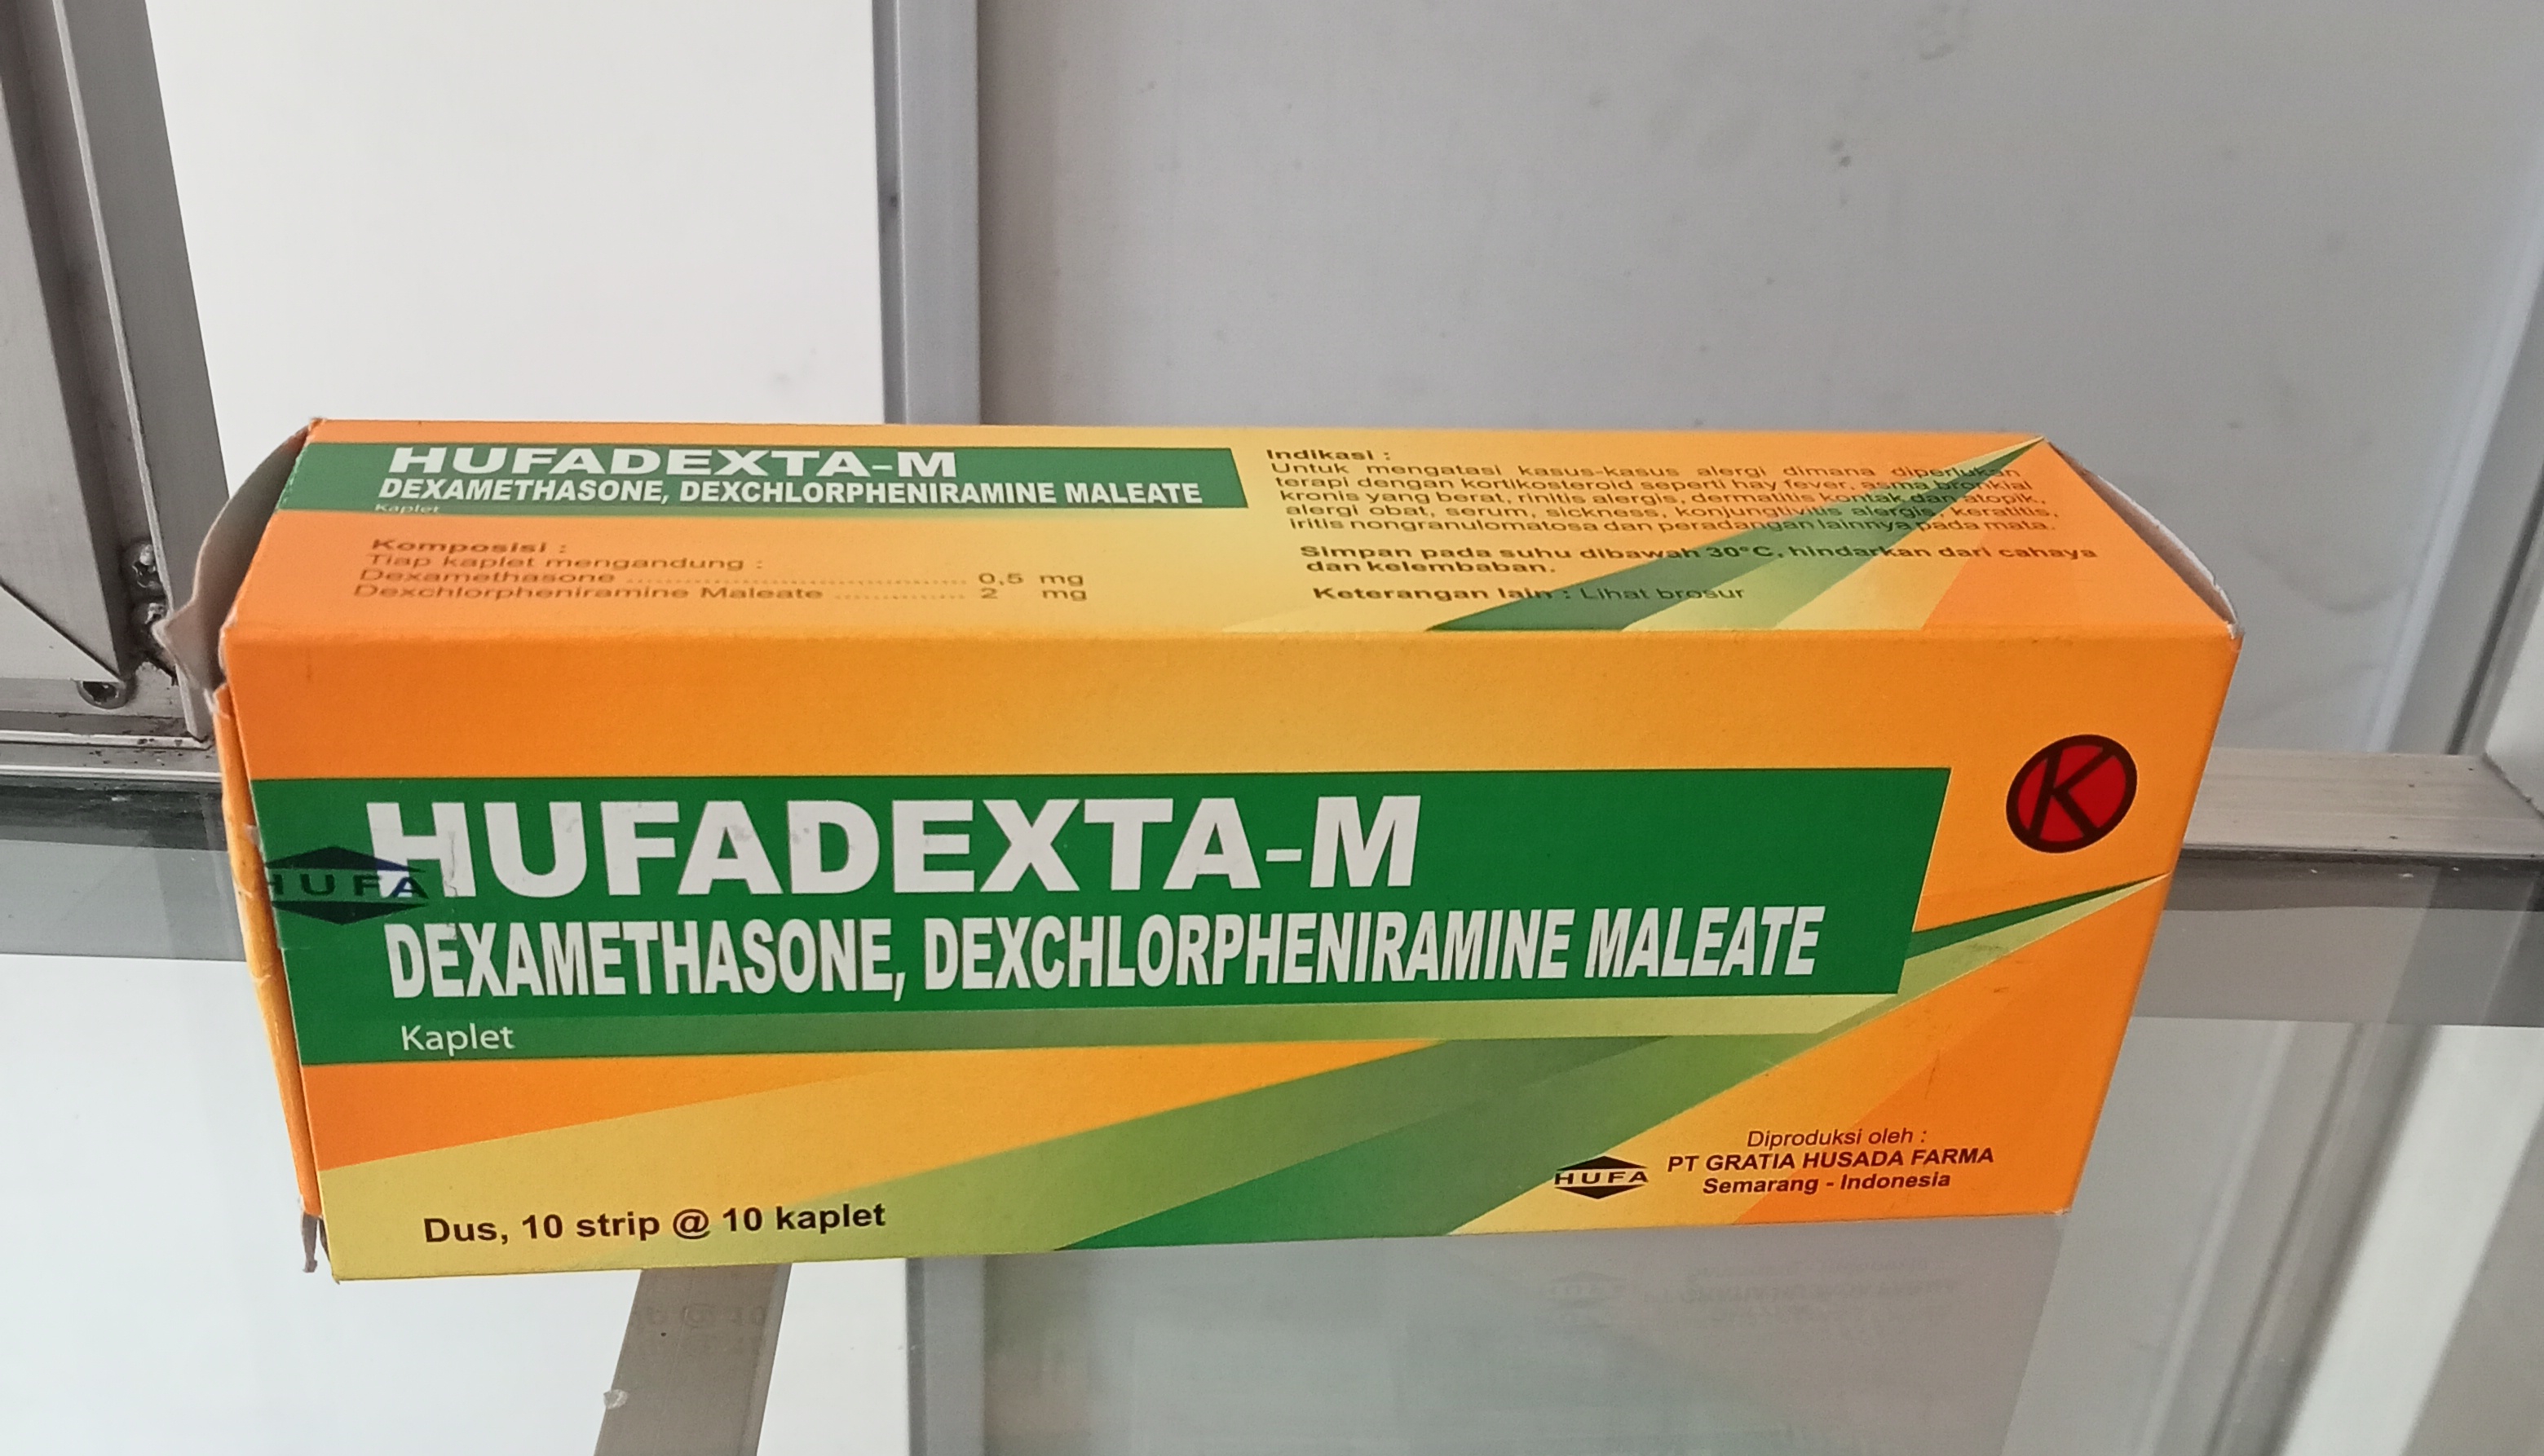 HUFADEXTA-M
DEXAMETHASONE, DEXCHLORPHENIRAMINE MALEATE
Kaplet
Komposisi :
Tiap kaplet mengandung :
Dexamethasone ........................................ 0,5 mg
Dexchlorpheniramine Maleate ................ 2 mg
Indikasi :
Untuk mengatasi kasus-kasus alergi dimana diperlukan
terapi dengan kortikosteroid seperti hay fever, asma bronkial
kronis yang berat, rinitis alergis, dermatitis kontak dan atopik,
alergi obat, serum, sickness, konjungtivitis alergis, keratitis,
iritis nongranulomatosa dan peradangan lainnya pada mata.
Simpan pada suhu dibawah 30°C, hindarkan dari cahaya
dan kelembaban.
Keterangan lain : Lihat brosur
K
HUFADEXTA-M
HUFA
DEXAMETHASONE, DEXCHLORPHENIRAMINE MALEATE
Kaplet
Dus, 10 strip @ 10 kaplet
HUFA
Diproduksi oleh :
PT GRATIA HUSADA FARMA
Semarang - Indonesia